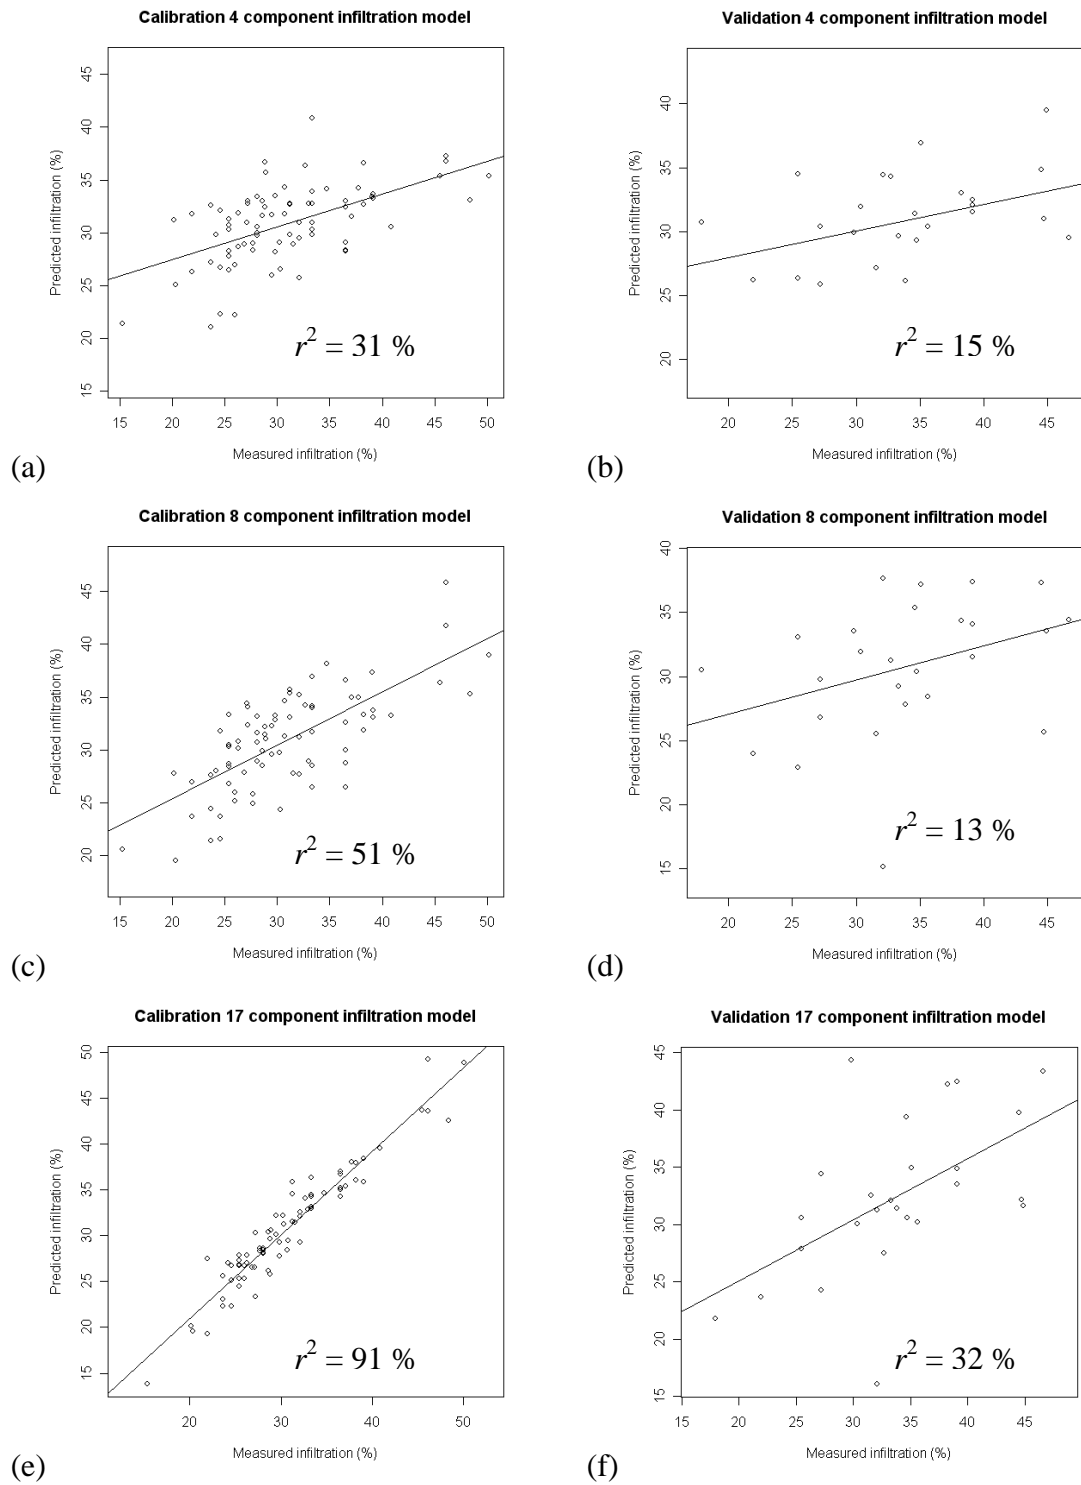 Calibration 4 component infiltration model
45
40
35
30
25
20
15
Predicted infiltration (%)
r² = 31 %
15 20 25 30 35 40 45 50
Measured infiltration (%)
(a)
Validation 4 component infiltration model
40
35
30
25
20
Predicted infiltration (%)
r² = 15 %
20 25 30 35 40 45
Measured infiltration (%)
(b)
Calibration 8 component infiltration model
45
40
35
30
25
20
Predicted infiltration (%)
r² = 51 %
15 20 25 30 35 40 45 50
Measured infiltration (%)
(c)
Validation 8 component infiltration model
40
35
30
25
20
15
Predicted infiltration (%)
r² = 13 %
20 25 30 35 40 45
Measured infiltration (%)
(d)
Calibration 17 component infiltration model
50
45
40
35
30
25
20
15
Predicted infiltration (%)
r² = 91 %
20 30 40 50
Measured infiltration (%)
(e)
Validation 17 component infiltration model
45
40
35
30
25
20
15
Predicted infiltration (%)
r² = 32 %
15 20 25 30 35 40 45
Measured infiltration (%)
(f)